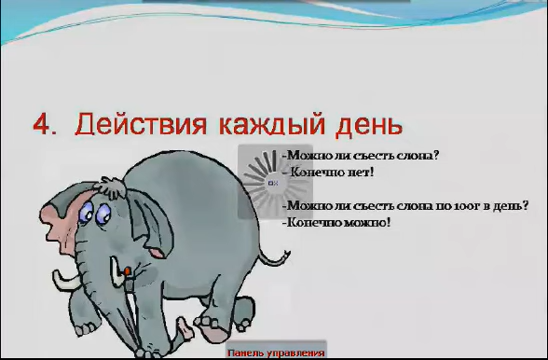 4. Действия каждый день
-Можно ли съесть слона?
- Конечно нет!
-Можно ли съесть слона по 100г в день?
-Конечно можно!
Панель управления